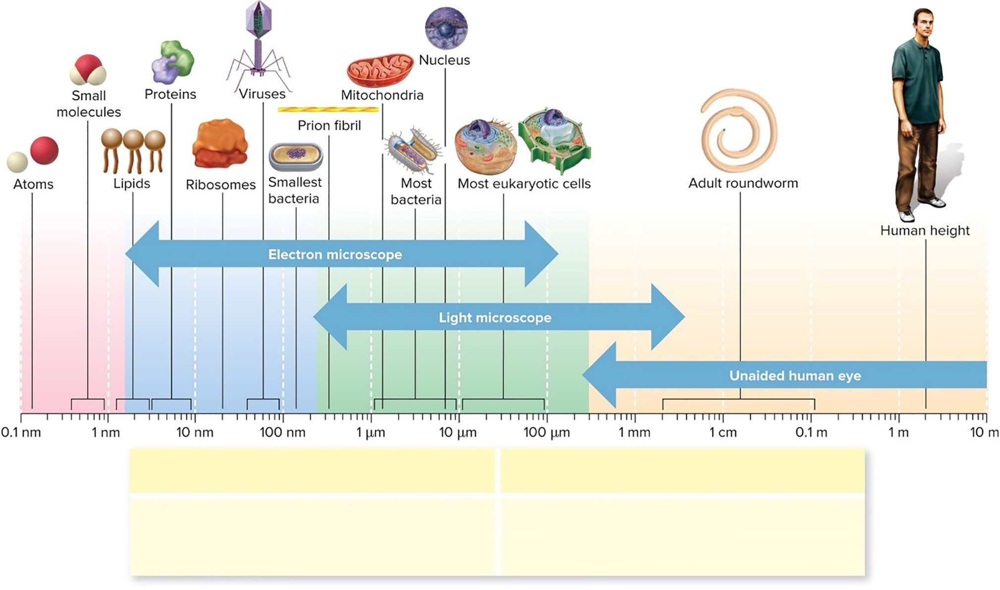 Nucleus
Small
molecules
Proteins
Viruses
Mitochondria
Prion fibril
Atoms
Lipids
Ribosomes
Smallest
bacteria
Most
bacteria
Most eukaryotic cells
Adult roundworm
Human height
Electron microscope
Light microscope
Unaided human eye
0.1 nm
1 nm
10 nm
100 nm
1 μm
10 μm
100 μm
1 mm
1 cm
0.1 m
1 m
10 m